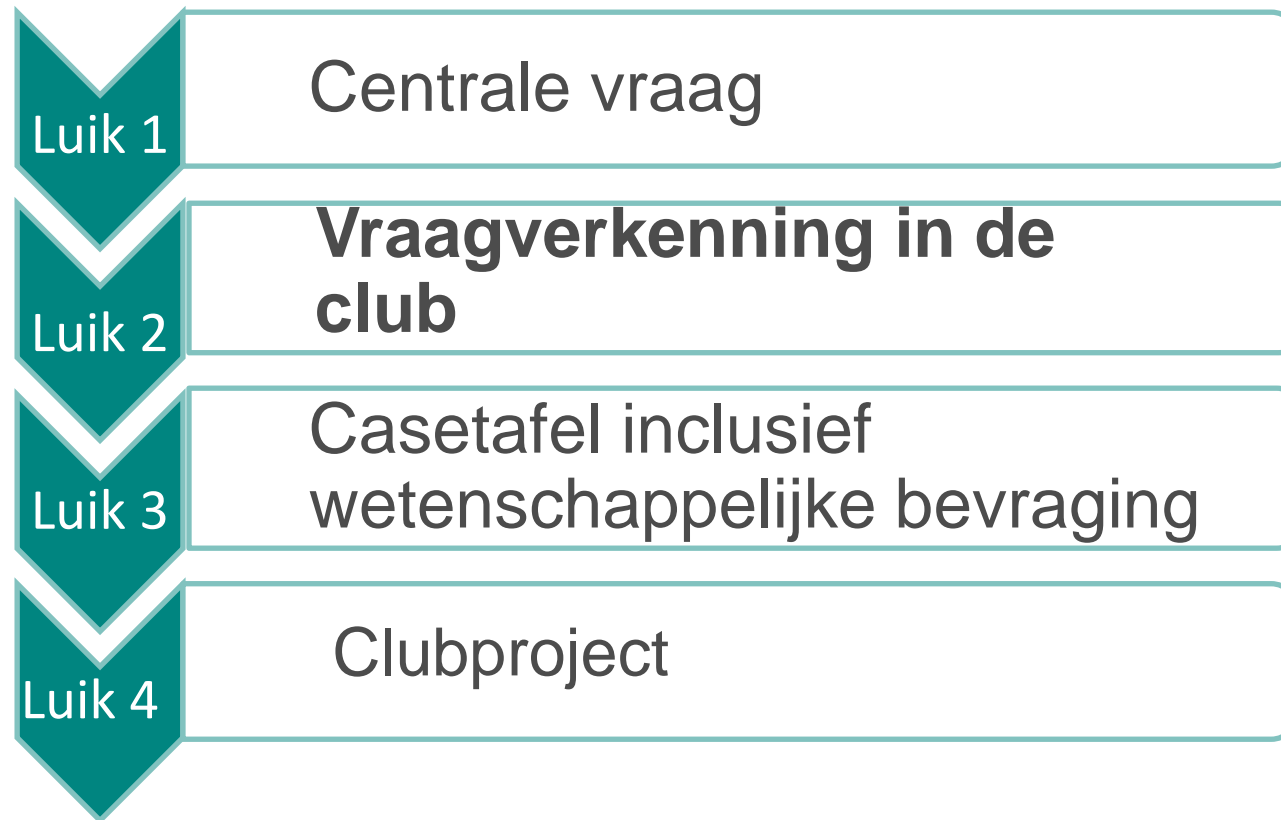 Luik 1
Centrale vraag
Luik 2
Vraagverkenning in de
club
Luik 3
Casetafel inclusief
wetenschappelijke bevraging
Luik 4
Clubproject